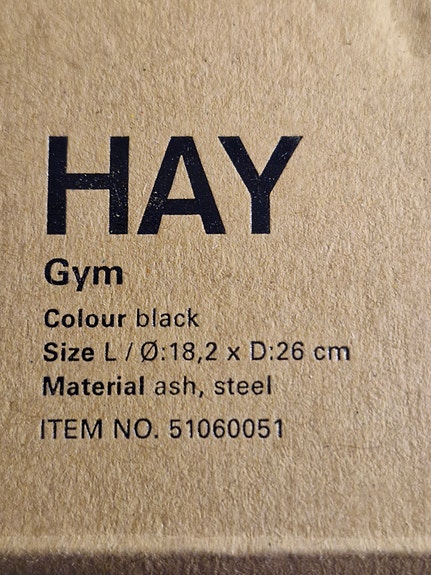 HAY
Gym
Colour black
Size L / Ø:18,2 x D:26 cm
Material ash, steel
ITEM NO. 51060051